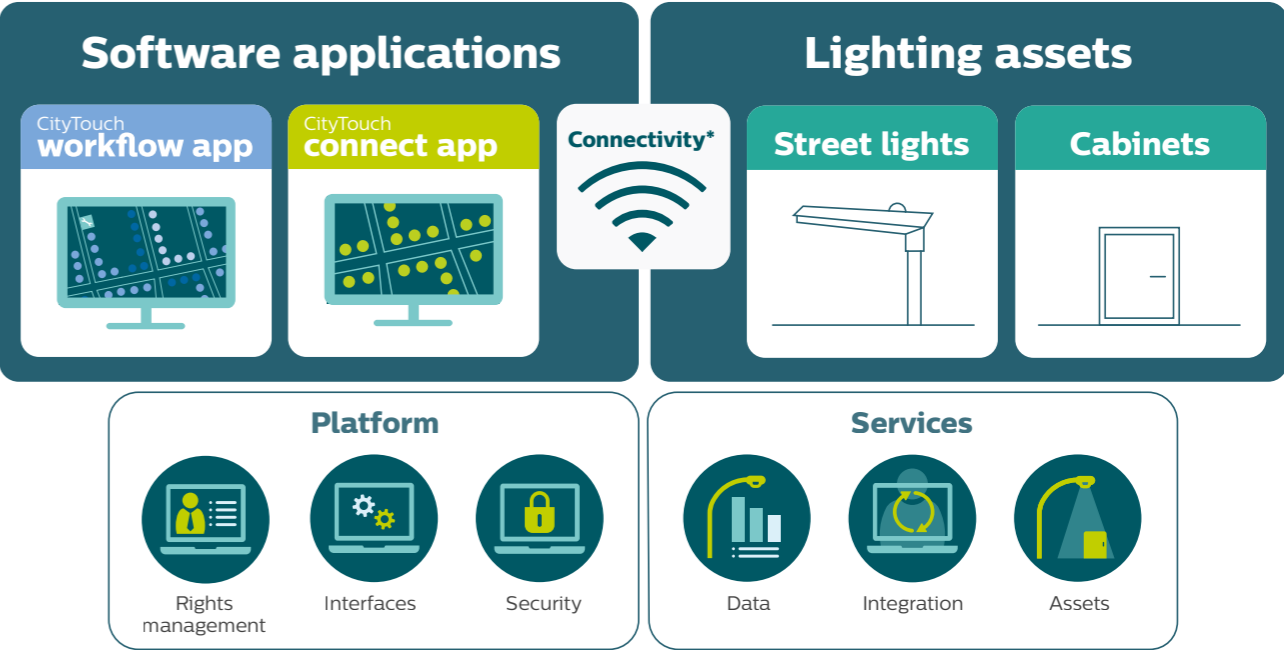 Software applications
CityTouch
workflow app
CityTouch
connect app
Connectivity*
Lighting assets
Street lights
Cabinets
Platform
Rights
management
Interfaces
Security
Services
Data
Integration
Assets